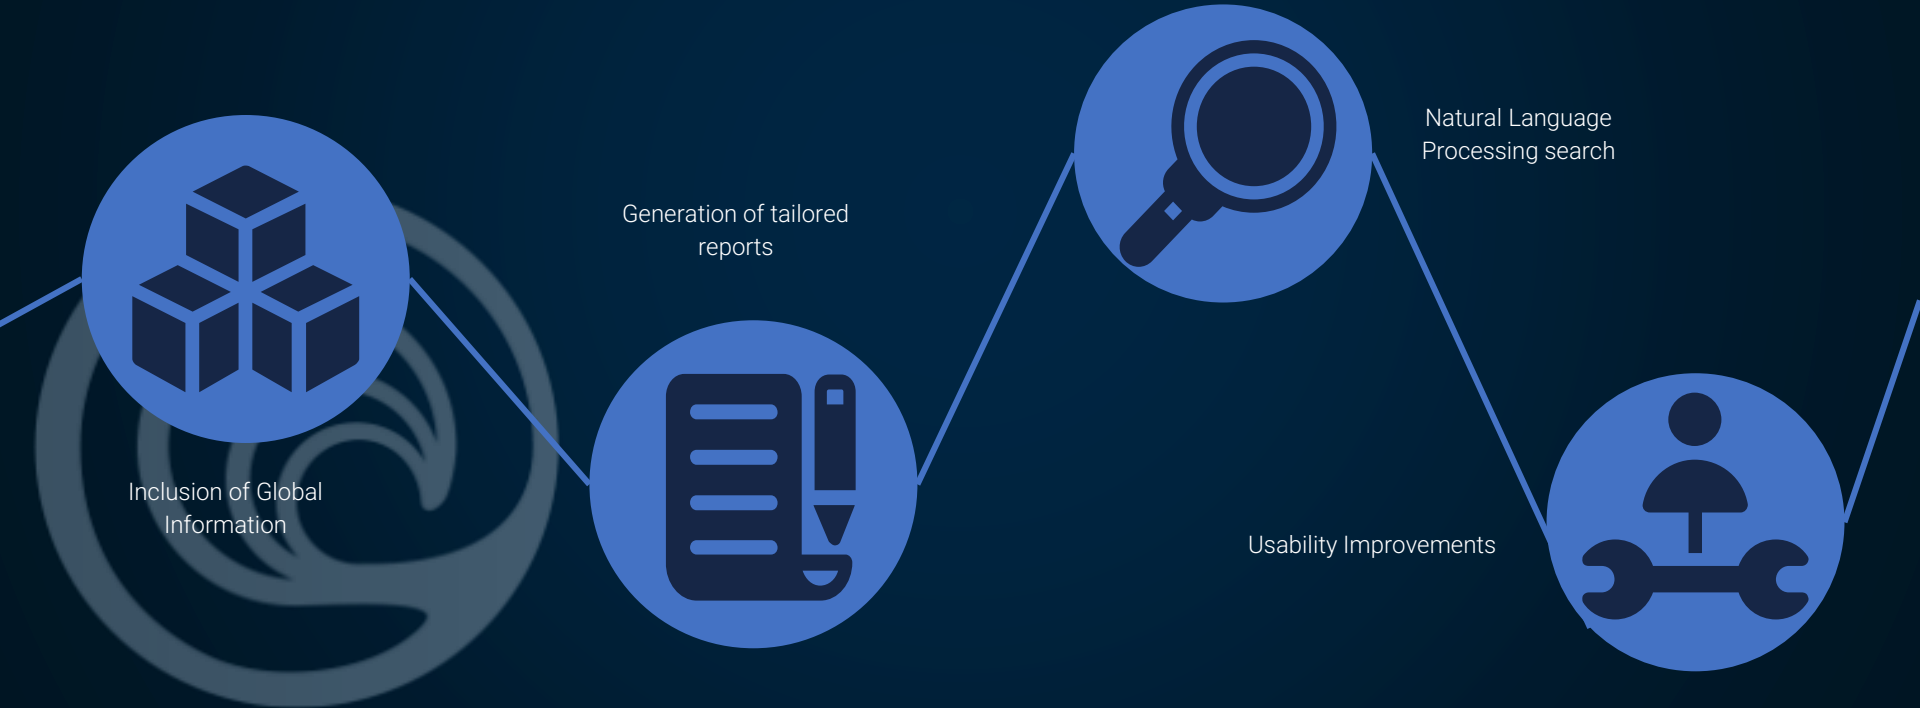 Inclusion of Global
Information
Generation of tailored
reports
Natural Language
Processing search
Usability Improvements